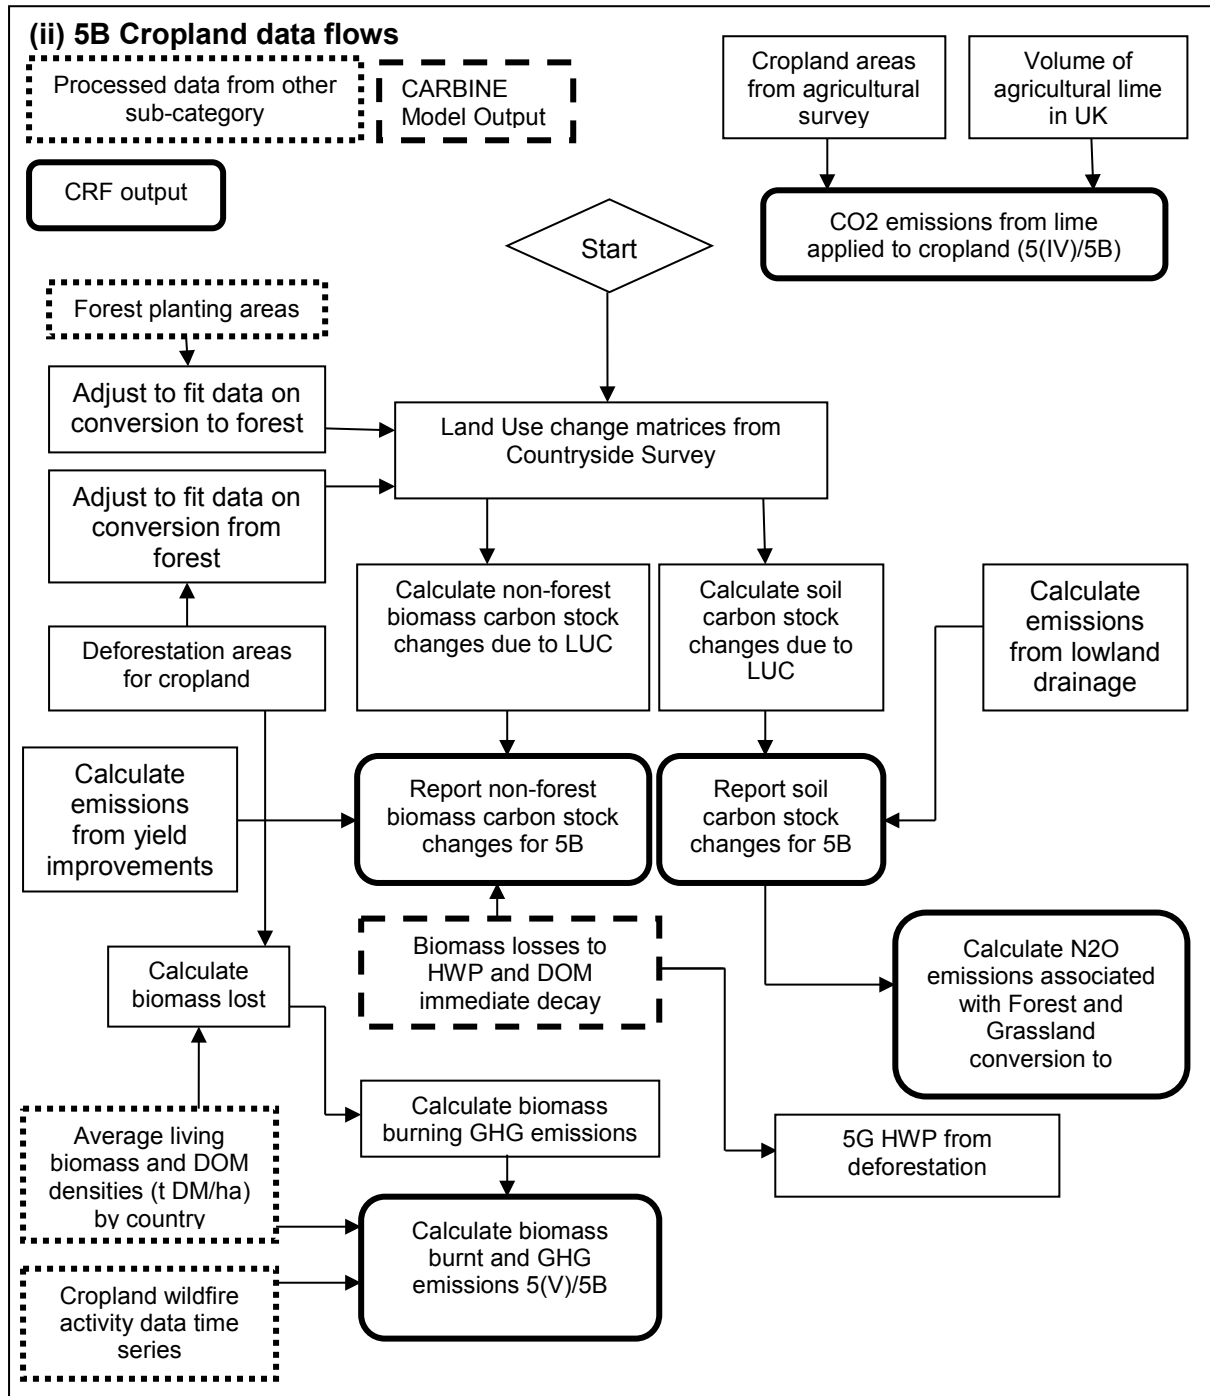 (ii) 5B Cropland data flows
Processed data from other
sub-category
CARBINE
Model Output
Cropland areas
from agricultural
survey
Volume of
agricultural lime
in UK
CRF output
CO2 emissions from lime
applied to cropland (5(IV)/5B)
Start
Forest planting areas
Adjust to fit data on
conversion to forest
Land Use change matrices from
Countryside Survey
Adjust to fit data on
conversion from
forest
Calculate non-forest
biomass carbon stock
changes due to LUC
Calculate soil
carbon stock
changes due to
LUC
Calculate
emissions
from lowland
drainage
Deforestation areas
for cropland
Calculate
emissions
from yield
improvements
Report non-forest
biomass carbon stock
changes for 5B
Report soil
carbon stock
changes for 5B
Biomass losses to
HWP and DOM
immediate decay
Calculate N2O
emissions associated
with Forest and
Grassland
conversion to
Calculate
biomass lost
Calculate biomass
burning GHG emissions
5G HWP from
deforestation
Average living
biomass and DOM
densities (t DM/ha)
by country
Calculate biomass
burnt and GHG
emissions 5(V)/5B
Cropland wildfire
activity data time
series